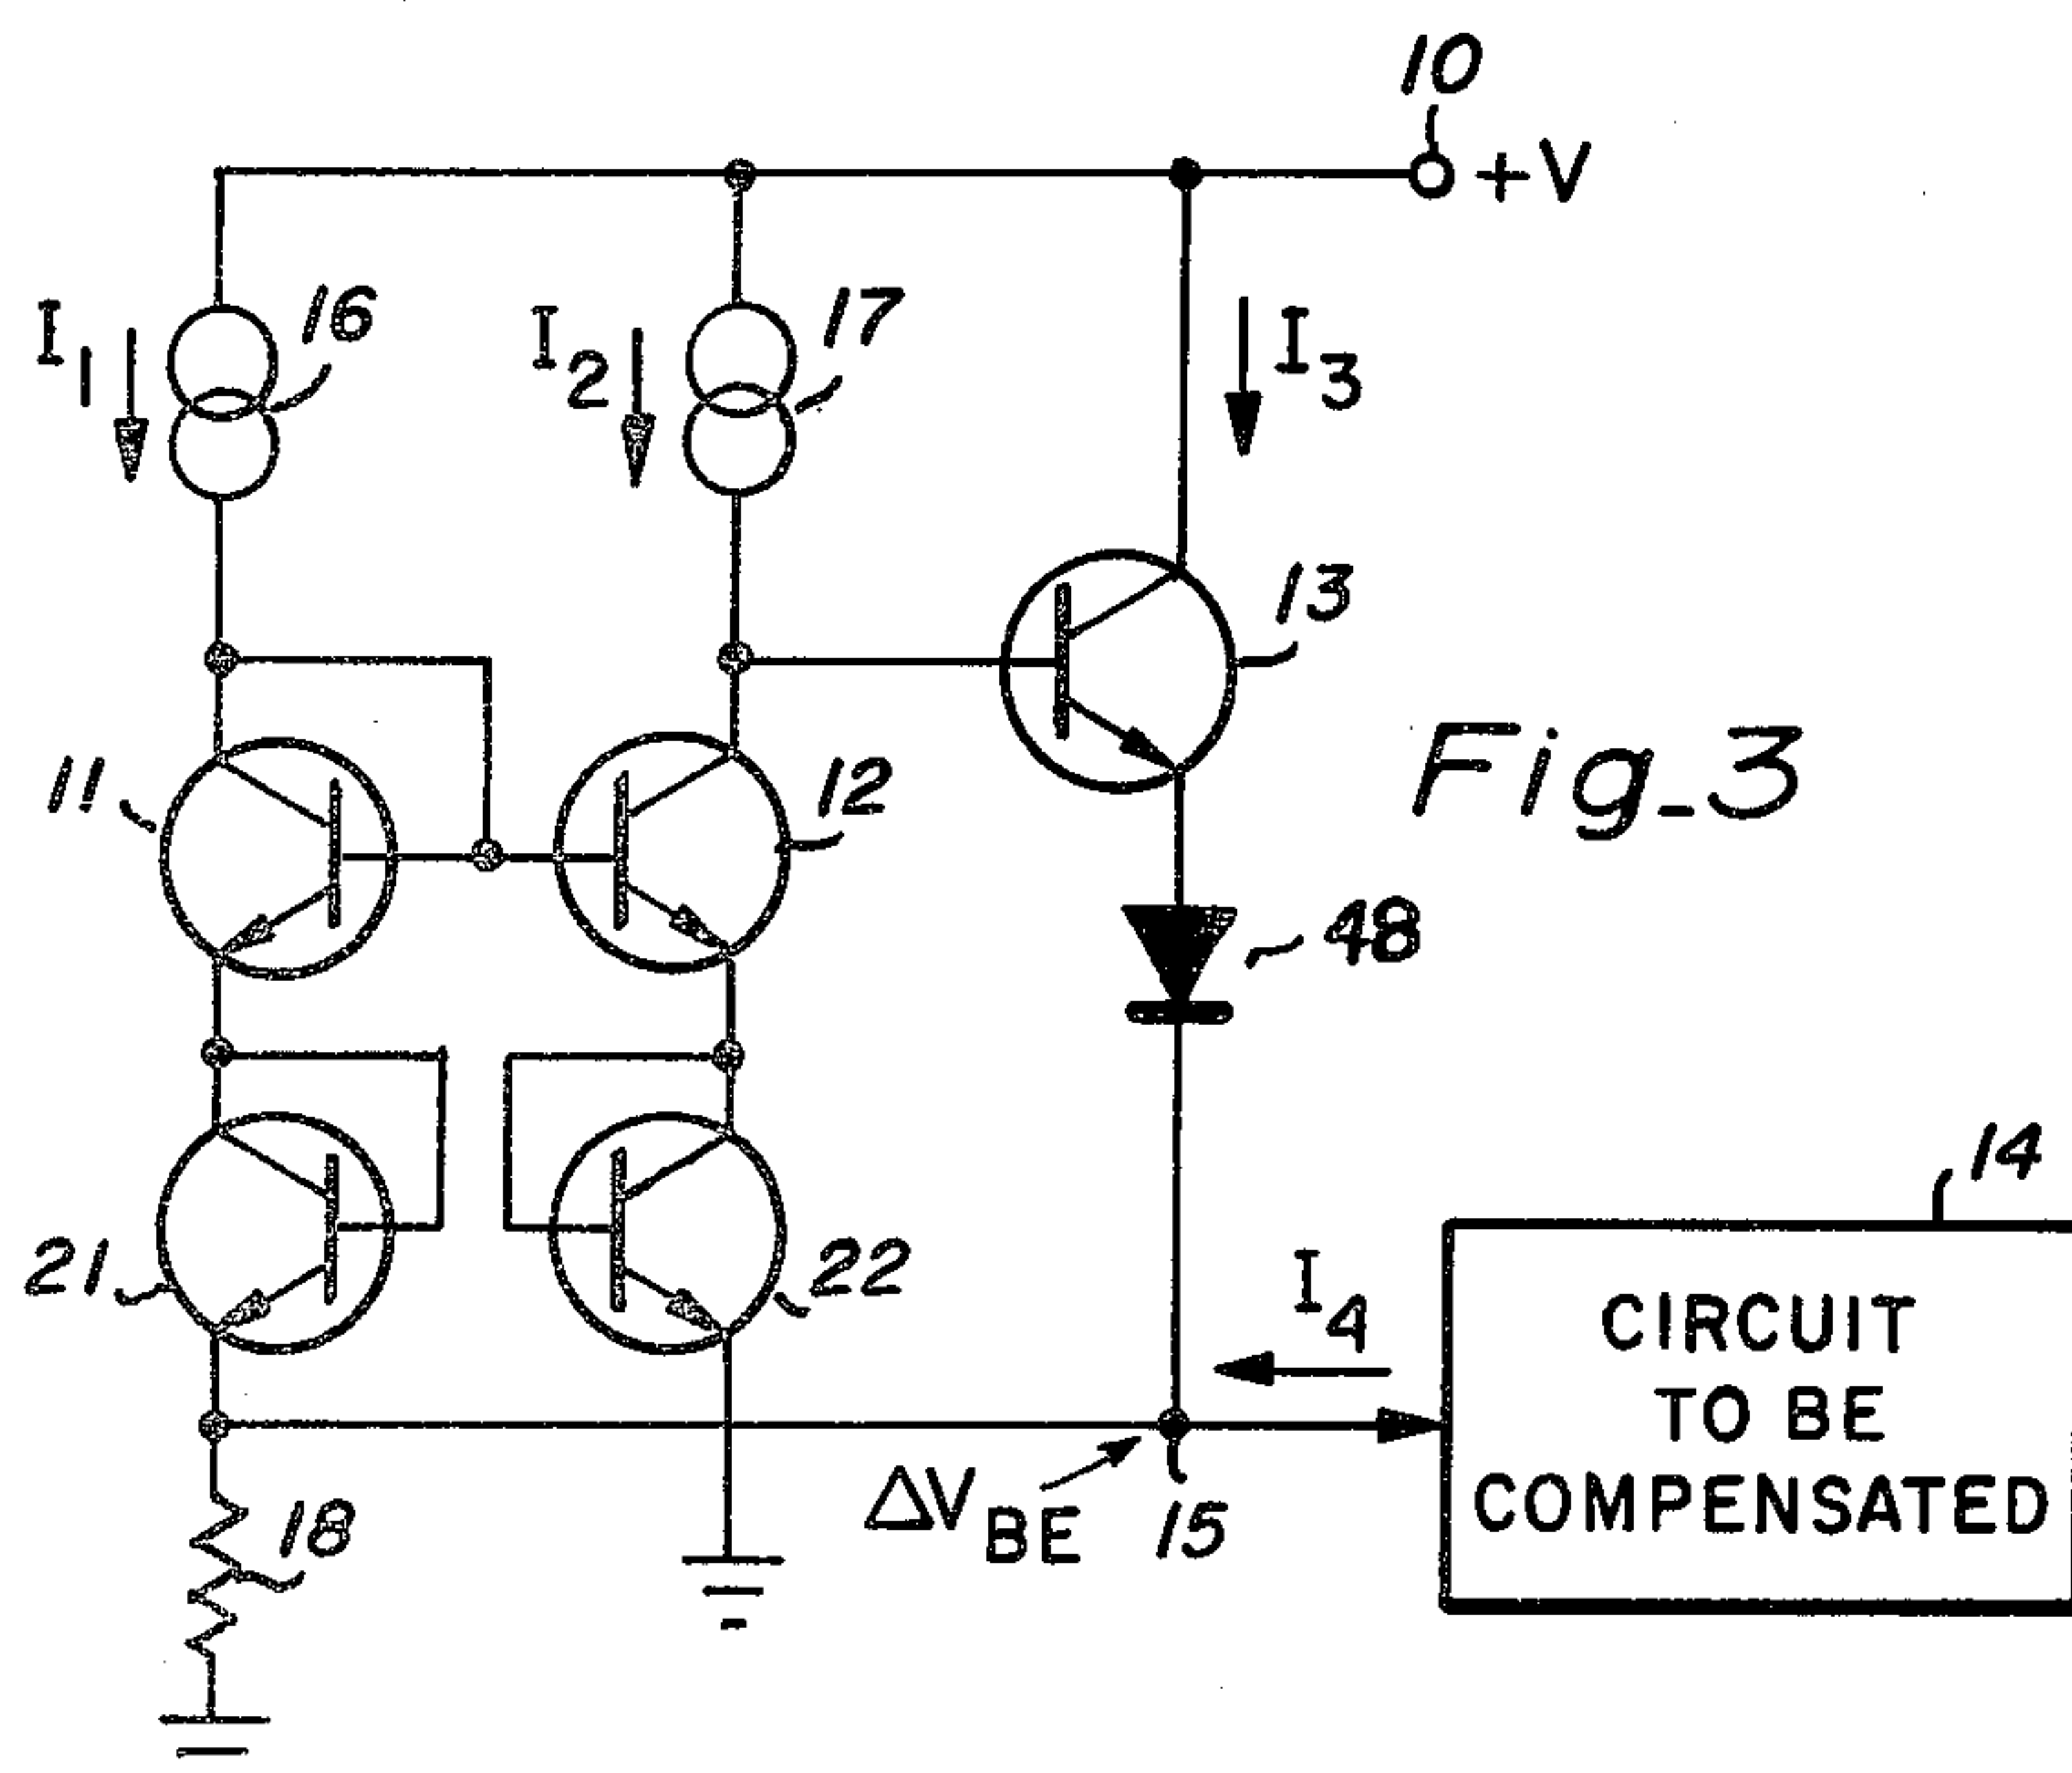 10
+V
I1
16
I2
17
I3
13
11
12
Fig_3
48
21
22
14
I4
CIRCUIT
TO BE
COMPENSATED
ΔVBE
15
18